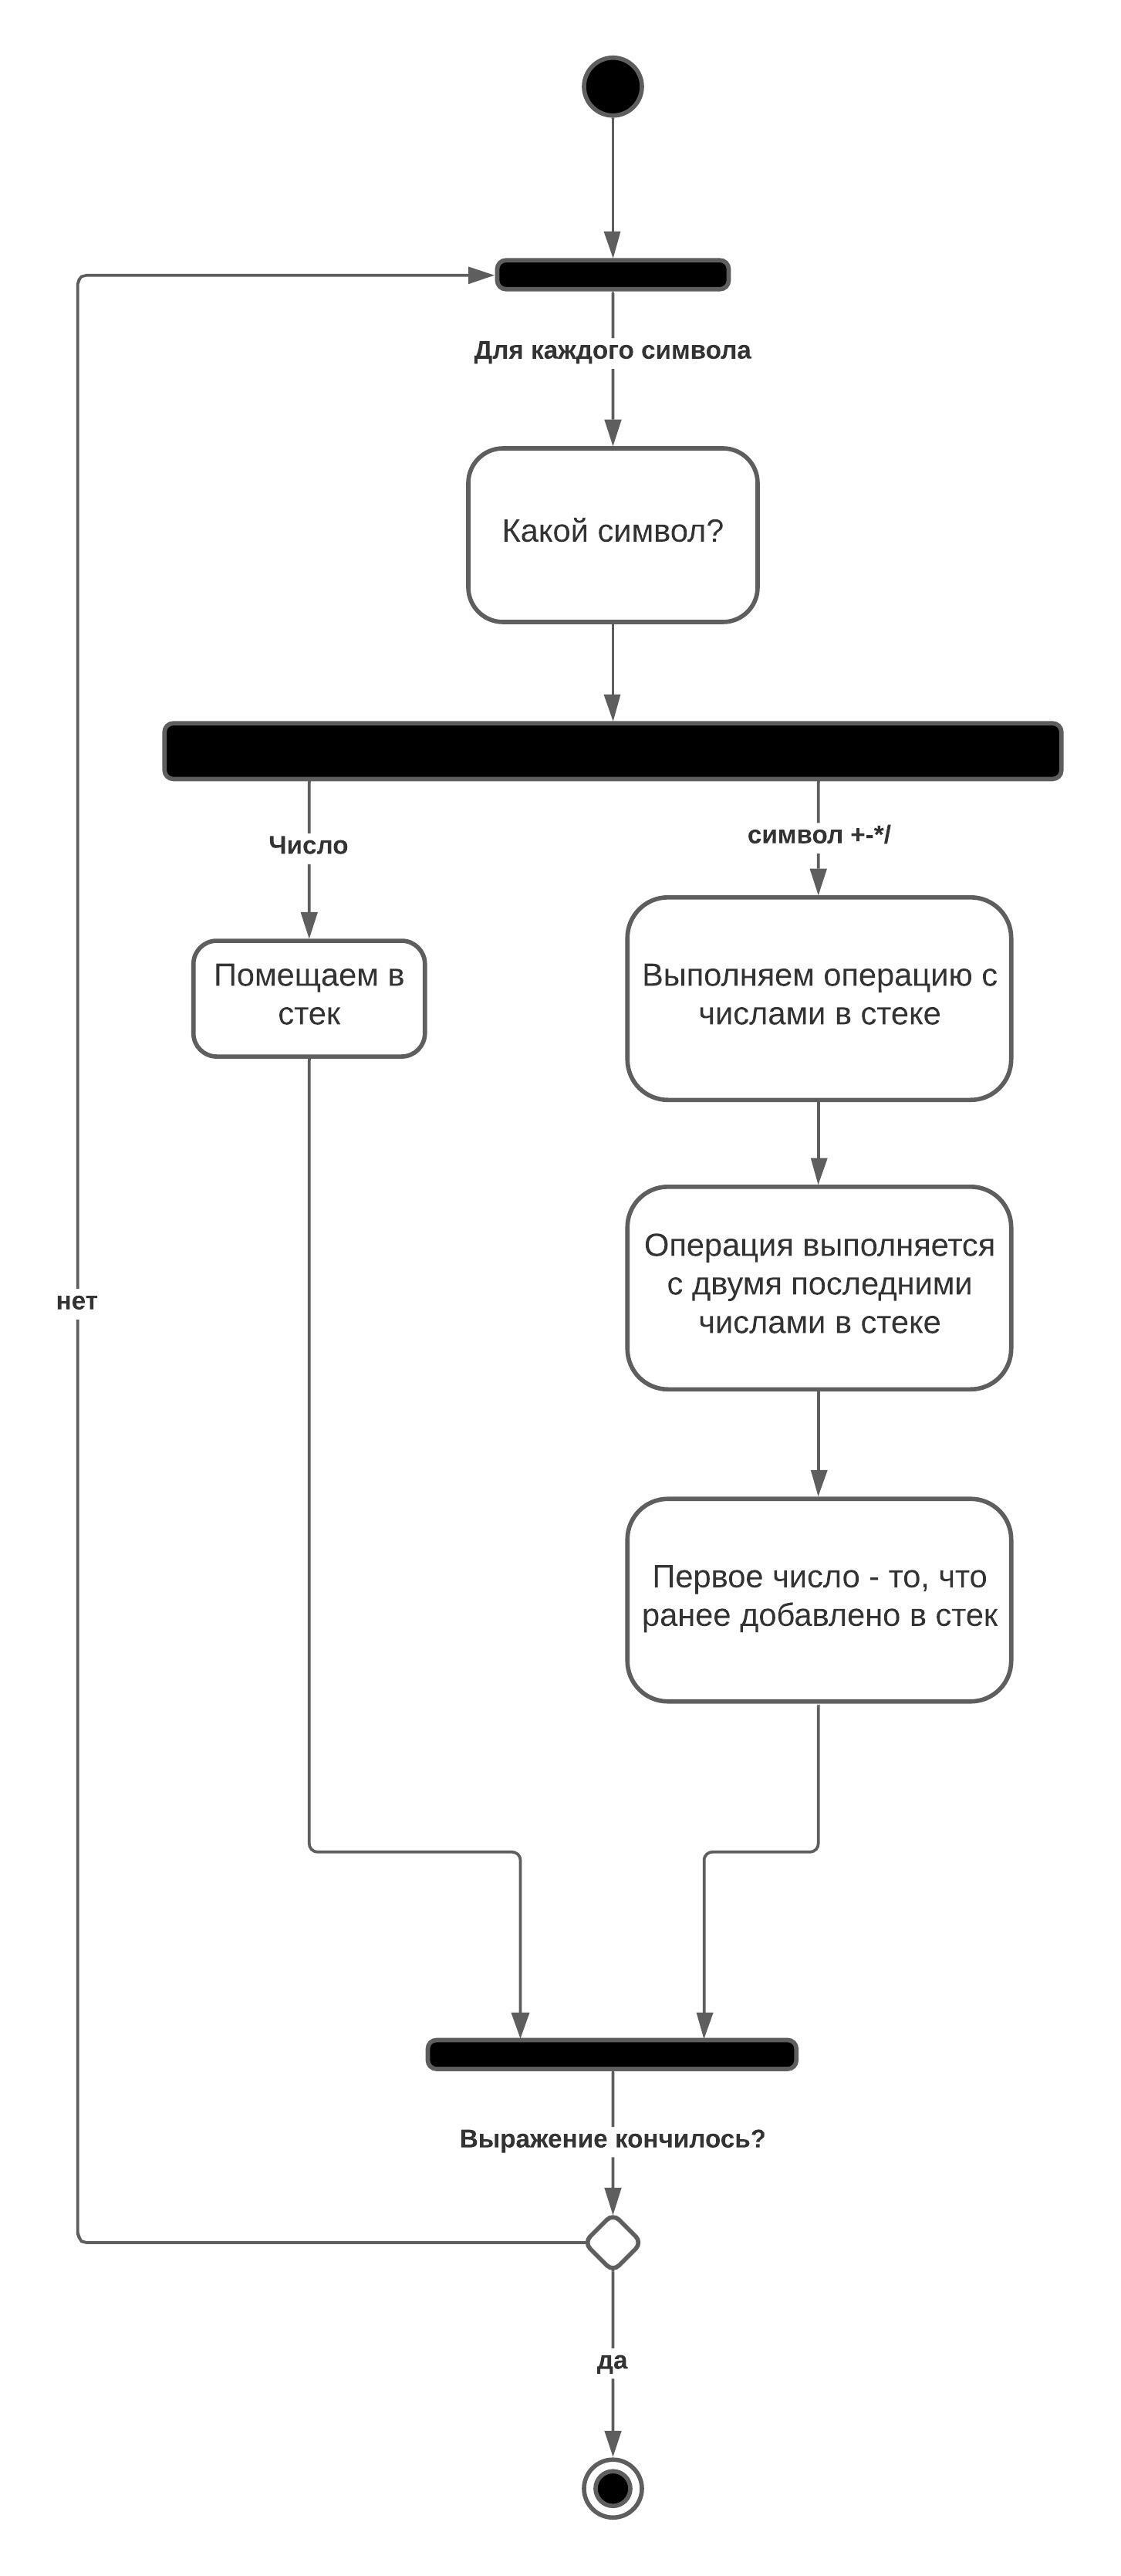 Для каждого символа
Какой символ?
Число
символ +-*/
Помещаем в
стек
Выполняем операцию с
числами в стеке
Операция выполняется
с двумя последними
числами в стеке
нет
Первое число - то, что
ранее добавлено в стек
Выражение кончилось?
да